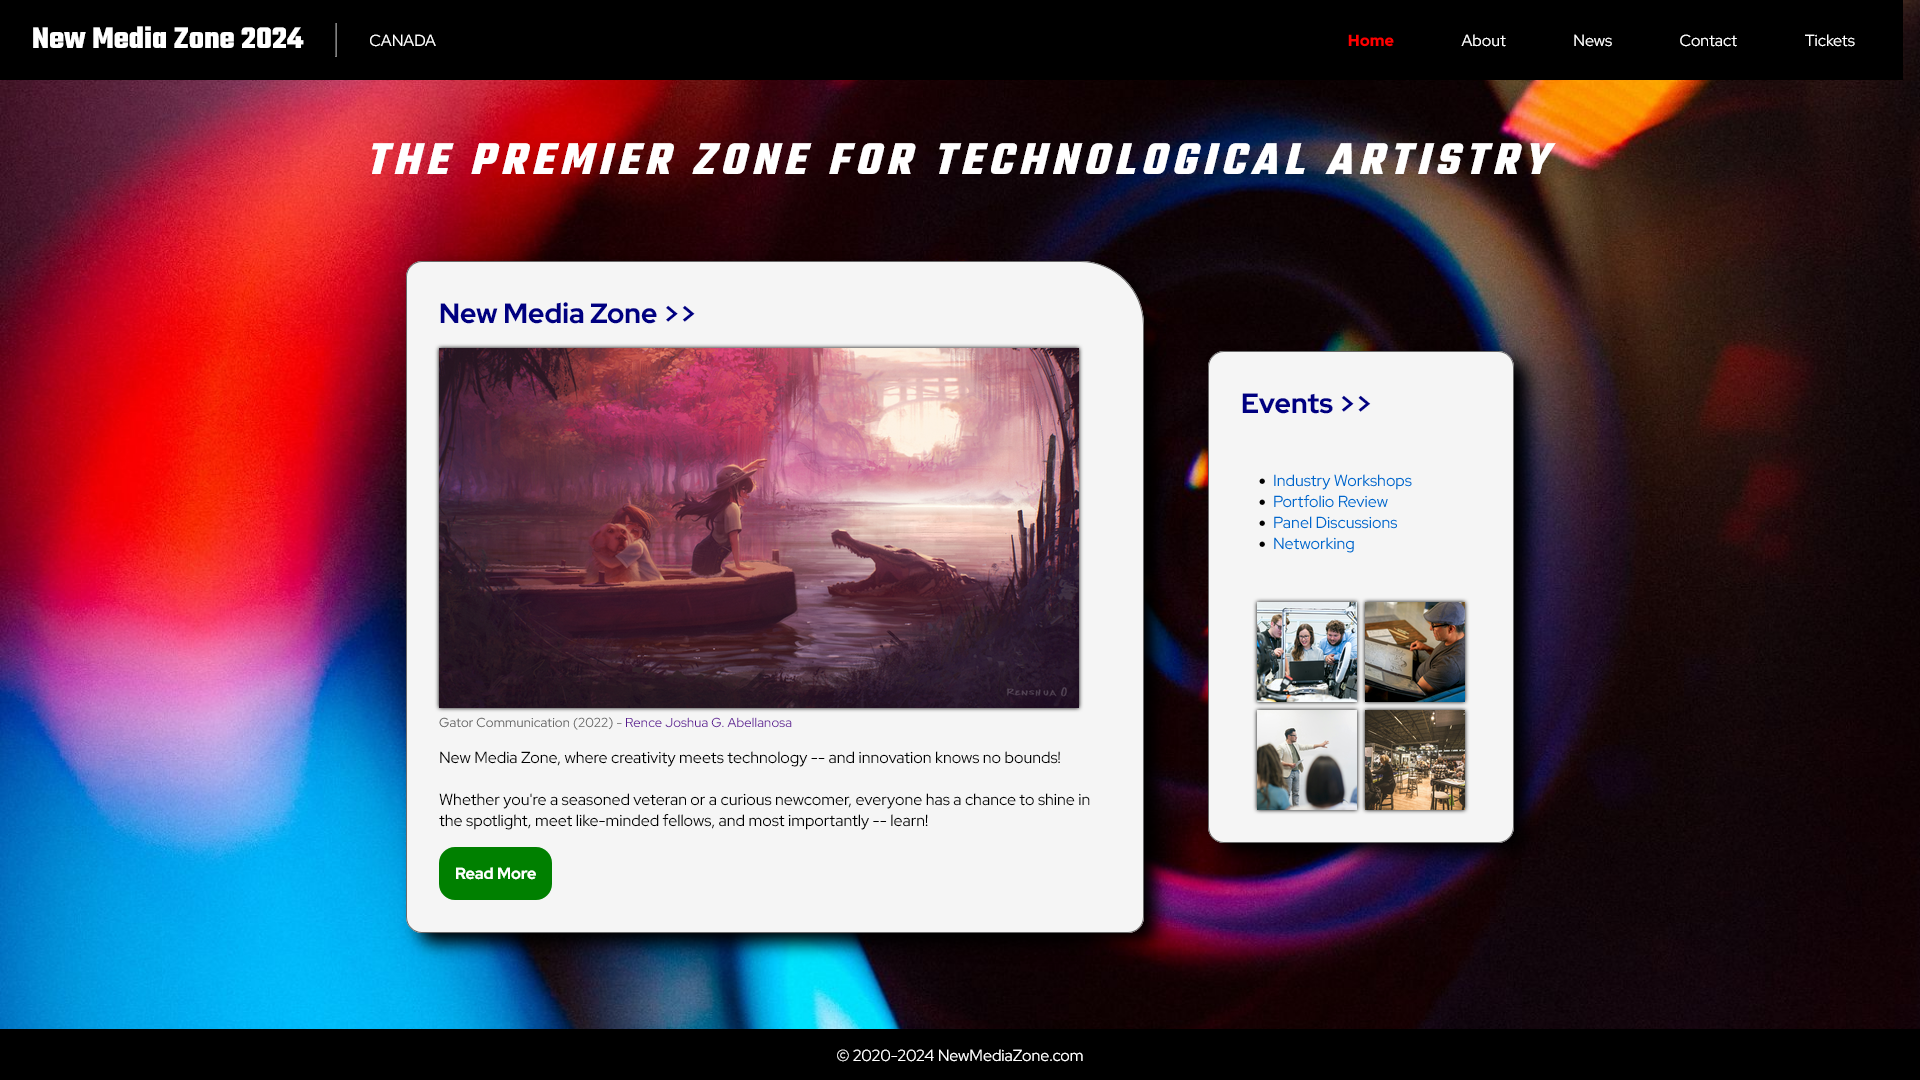 New Media Zone 2024
CANADA
Home
About
News
Contact
Tickets
THE PREMIER ZONE FOR TECHNOLOGICAL ARTISTRY
New Media Zone >>
RENSHUA O
Gator Communication (2022) - Rence Joshua G. Abellanosa
New Media Zone, where creativity meets technology -- and innovation knows no bounds!
Whether you're a seasoned veteran or a curious newcomer, everyone has a chance to shine in
the spotlight, meet like-minded fellows, and most importantly -- learn!
Read More
Events >>
Industry Workshops
Portfolio Review
Panel Discussions
Networking
© 2020-2024 NewMediaZone.com